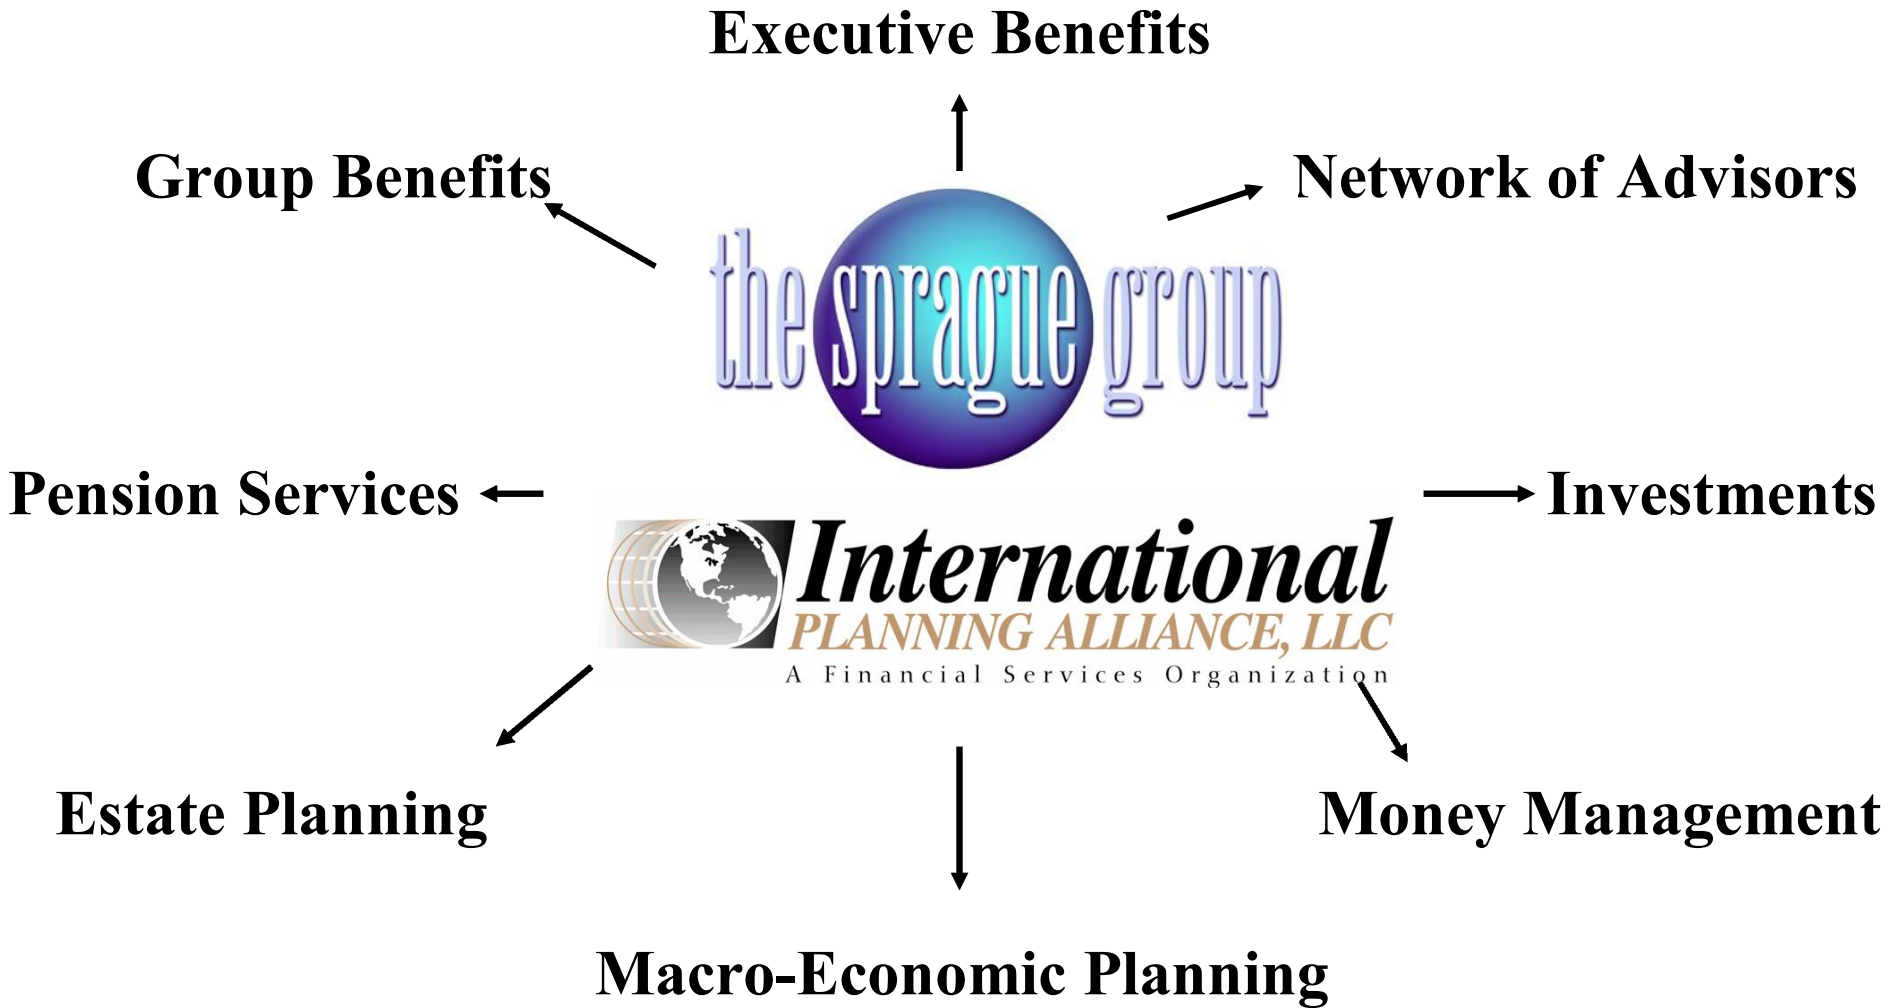 Executive Benefits
Group Benefits
Network of Advisors
the sprague group
Pension Services
Investments
International
PLANNING ALLIANCE, LLC
A Financial Services Organization
Estate Planning
Money Management
Macro-Economic Planning